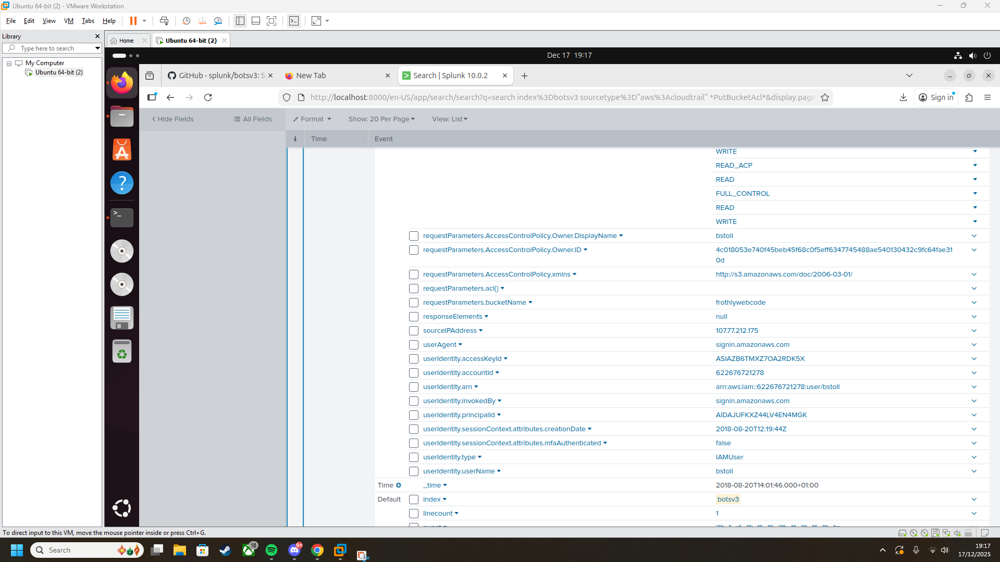 Ubuntu 64-bit (2) - VMware Workstation
File Edit View VM Tabs Help
Library
Type here to search
My Computer
Ubuntu 64-bit (2)
Home
Ubuntu 64-bit (2)
Dec 17 19:17
GitHub - splunk/botsv3: S
New Tab
Search | Splunk 10.0.2
http://localhost:8000/en-US/app/search/search?q=search index%3Dbotsv3 sourcetype%3D"aws%3Acloudtrail" *PutBucketAcl*&display.page
Sign in
Hide Fields
All Fields
Format
Show: 20 Per Page
View: List
i Time Event
WRITE
READ_ACP
READ
FULL_CONTROL
READ
WRITE
requestParameters.AccessControlPolicy.Owner.DisplayName bstoll
requestParameters.AccessControlPolicy.Owner.ID 4c018053e740f45beb45f68c0f5eff6347745488ae540130432c9fc64fae31
0d
requestParameters.AccessControlPolicy.xmlns http://s3.amazonaws.com/doc/2006-03-01/
requestParameters.acl{}
requestParameters.bucketName frothlywebcode
responseElements null
sourceIPAddress 107.77.212.175
userAgent signin.amazonaws.com
userIdentity.accessKeyId ASIAZB6TMXZ7OA2RDK5X
userIdentity.accountId 622676721278
userIdentity.arn arn:aws:iam::622676721278:user/bstoll
userIdentity.invokedBy signin.amazonaws.com
userIdentity.principalId AIDAJUFKXZ44LV4EN4MGK
userIdentity.sessionContext.attributes.creationDate 2018-08-20T12:19:44Z
userIdentity.sessionContext.attributes.mfaAuthenticated false
userIdentity.type IAMUser
userIdentity.userName bstoll
Time _time 2018-08-20T14:01:46.000+01:00
Default index botsv3
linecount 1
To direct input to this VM, move the mouse pointer inside or press Ctrl+G.
Search
18
9+
19:17
17/12/2025